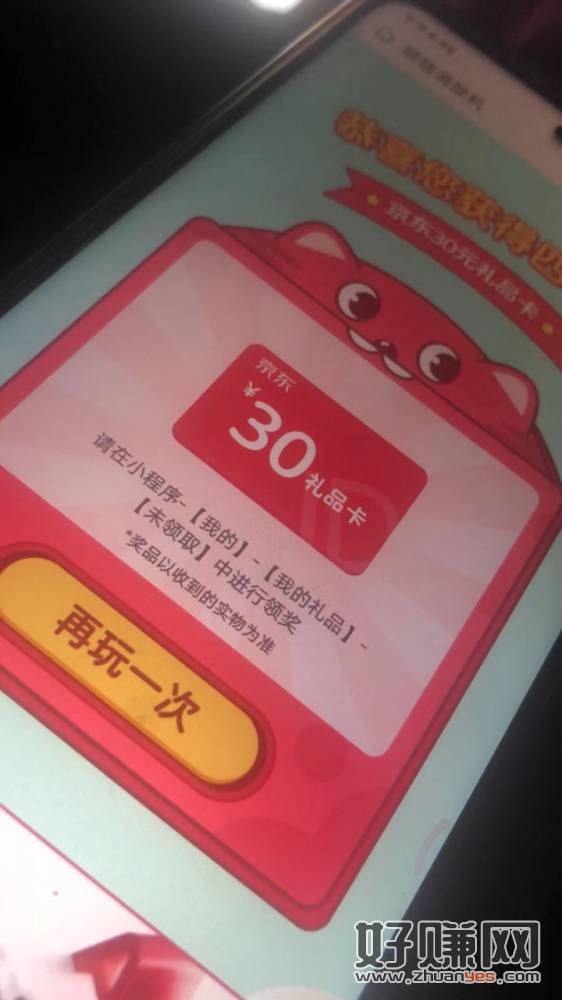 恭喜您获得四
京东30元礼品卡
京东
¥30礼品卡
请在小程序-【我的】-【我的礼品】-
【未领取】中进行领奖
*奖品以收到的实物为准
再玩一次
好赚网
www.zhuanyes.com